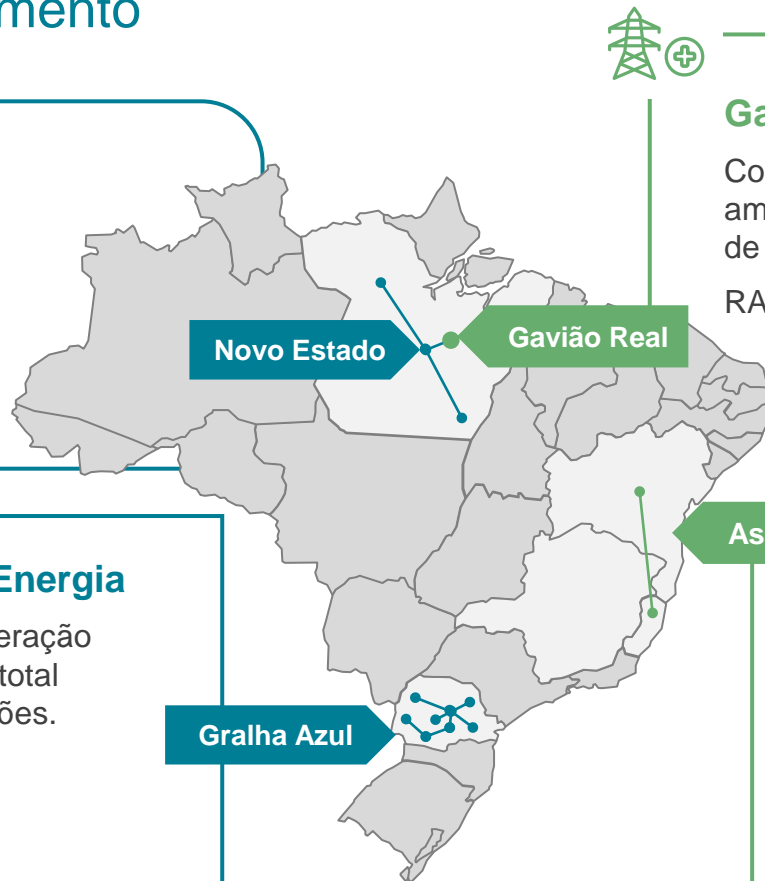 mento
Ga
Co
am
de
RA
Novo Estado
Gavião Real
As
Energia
eração
total
ões.
Gralha Azul